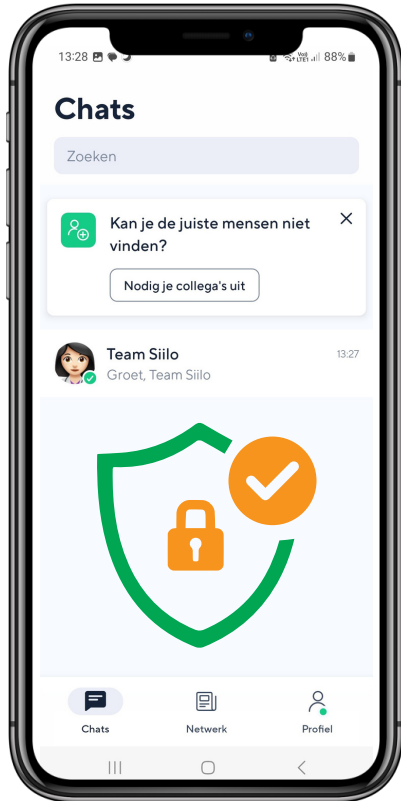 13:28 88%
Chats
Zoeken
Kan je de juiste mensen niet
vinden?
Nodig je collega's uit
Team Siilo
13:27
Groet, Team Siilo
Chats
Netwerk
Profiel